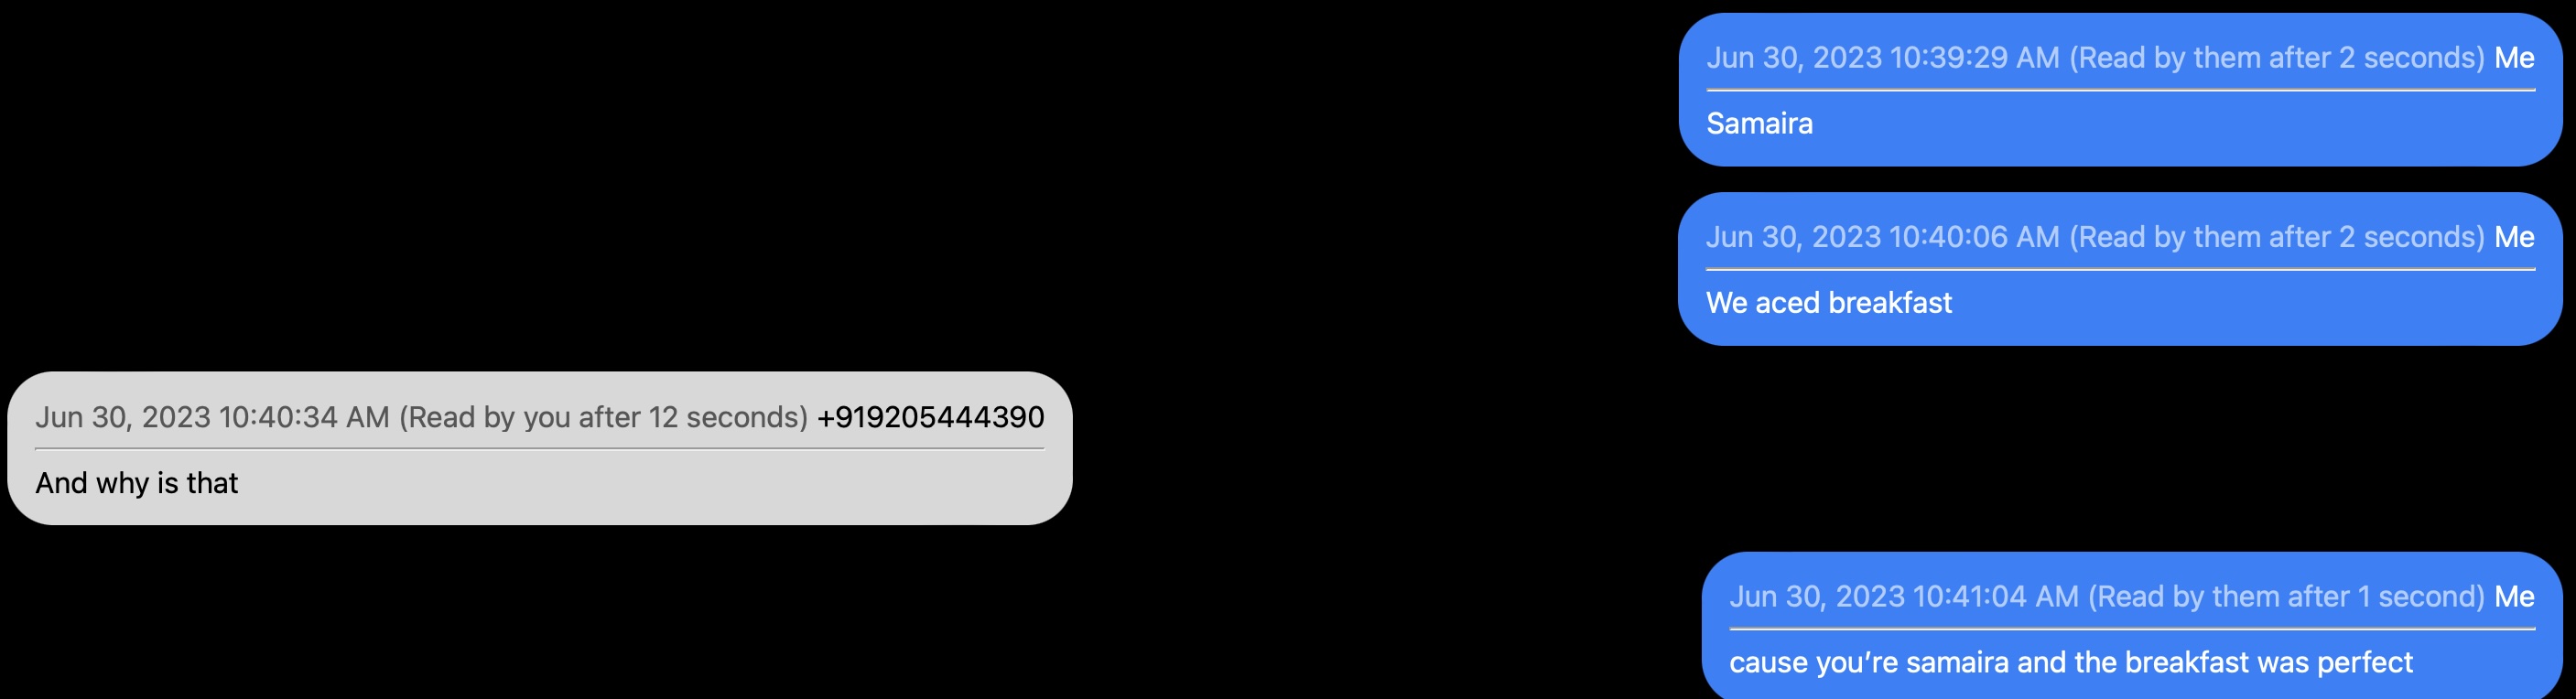 Jun 30, 2023 10:39:29 AM (Read by them after 2 seconds) Me
Samaira
Jun 30, 2023 10:40:06 AM (Read by them after 2 seconds) Me
We aced breakfast
Jun 30, 2023 10:40:34 AM (Read by you after 12 seconds) +919205444390
And why is that
Jun 30, 2023 10:41:04 AM (Read by them after 1 second) Me
cause you’re samaira and the breakfast was perfect